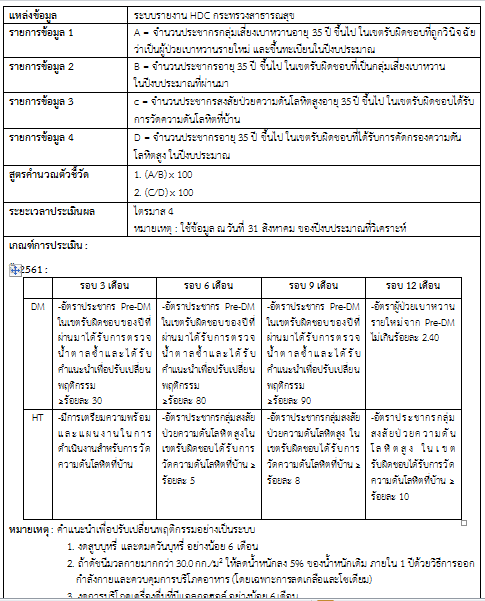 แหล่งข้อมูล ระบบรายงาน HDC กระทรวงสาธารณสุข
รายการข้อมูล 1 A = จำนวนประชากรกลุ่มเสี่ยงเบาหวานอายุ 35 ปี ขึ้นไป ในเขตรับผิดชอบที่ถูกวินิจฉัย
ว่าเป็นผู้ป่วยเบาหวานรายใหม่ และขึ้นทะเบียนในปีงบประมาณ
รายการข้อมูล 2 B = จำนวนประชากรอายุ 35 ปี ขึ้นไป ในเขตรับผิดชอบที่เป็นกลุ่มเสี่ยงเบาหวาน
ในปีงบประมาณที่ผ่านมา
รายการข้อมูล 3 c = จำนวนประชากรสงสัยป่วยความดันโลหิตสูงอายุ 35 ปี ขึ้นไป ในเขตรับผิดชอบได้รับ
การวัดความดันโลหิตที่บ้าน
รายการข้อมูล 4 D = จำนวนประชากรอายุ 35 ปี ขึ้นไป ในเขตรับผิดชอบที่ได้รับการคัดกรองความดัน
โลหิตสูง ในปีงบประมาณ
สูตรคำนวณตัวชี้วัด 1. (A/B) x 100
2. (C/D) x 100
ระยะเวลาประเมินผล ไตรมาส 4
หมายเหตุ : ใช้ข้อมูล ณ วันที่ 31 สิงหาคม ของปีงบประมาณที่วิเคราะห์
เกณฑ์การประเมิน :
2561 :
รอบ 3 เดือน รอบ 6 เดือน รอบ 9 เดือน รอบ 12 เดือน
DM -อัตราประชากร Pre-DM -อัตราประชากร Pre-DM -อัตราประชากร Pre-DM -อัตราผู้ป่วยเบาหวาน
ในเขตรับผิดชอบของปีที่ ในเขตรับผิดชอบของปีที่ ในเขตรับผิดชอบของปีที่ รายใหม่จาก Pre-DM
ผ่านมาได้รับการตรวจ ผ่านมาได้รับการตรวจ ผ่านมาได้รับการตรวจ ไม่เกินร้อยละ 2.40
น้ำตาลซ้ำและได้รับ น้ำตาลซ้ำและได้รับ น้ำตาลซ้ำและได้รับ
คำแนะนำเพื่อปรับเปลี่ยน คำแนะนำเพื่อปรับเปลี่ยน คำแนะนำเพื่อปรับเปลี่ยน
พฤติกรรม พฤติกรรม พฤติกรรม
≥ร้อยละ 30 ≥ร้อยละ 80 ≥ร้อยละ 90
HT -มีการเตรียมความพร้อม -อัตราประชากรกลุ่มสงสัย -อัตราประชากรกลุ่มสงสัย -อัตราประชากรกลุ่ม
และแผนงานในการ ป่วยความดันโลหิตสูงใน ป่วยความดันโลหิตสูง ใน สงสัยป่วยความดัน
ดำเนินงานสำหรับการวัด เขตรับผิดชอบได้รับการ เขตรับผิดชอบได้รับการ โลหิตสูง ในเขต
ความดันโลหิตที่บ้าน วัดความดันโลหิตที่บ้าน ≥ วัดความดันโลหิตที่บ้าน ≥ รับผิดชอบได้รับการวัด
ร้อยละ 5 ร้อยละ 8 ความดันโลหิตที่บ้าน ≥
ร้อยละ 10
หมายเหตุ : คำแนะนำเพื่อปรับเปลี่ยนพฤติกรรมอย่างเป็นระบบ
1. งดสูบบุหรี่ และดมควันบุหรี่ อย่างน้อย 6 เดือน
2. ถ้าดัชนีมวลกายมากกว่า 30.0 กก./ม² ให้ลดน้ำหนักลง 5% ของน้ำหนักเดิม ภายใน 1 ปีด้วยวิธีการออก
กำลังกายและควบคุมการบริโภคอาหาร (โดยเฉพาะการลดเกลือและโซเดียม)
3. งดการบริโภคเครื่องดื่มที่มีแอลกอฮอล์ อย่างน้อย 6 เดือน